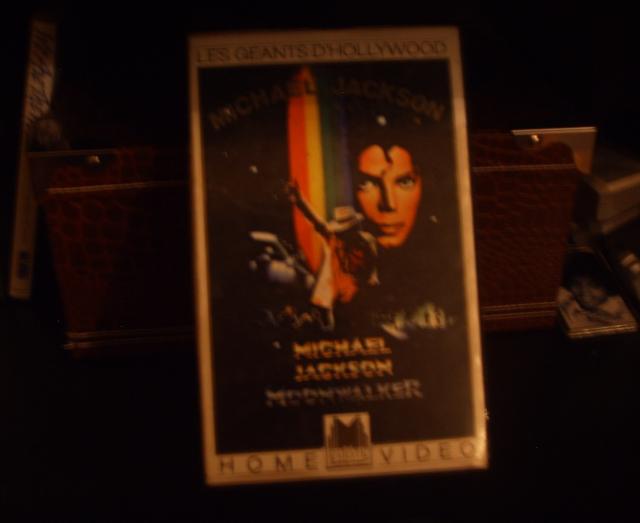 LES GEANTS D'HOLLYWOOD
MICHAEL JACKSON
MICHAEL
JACKSON
MOONWALKER
HOME VIDEO